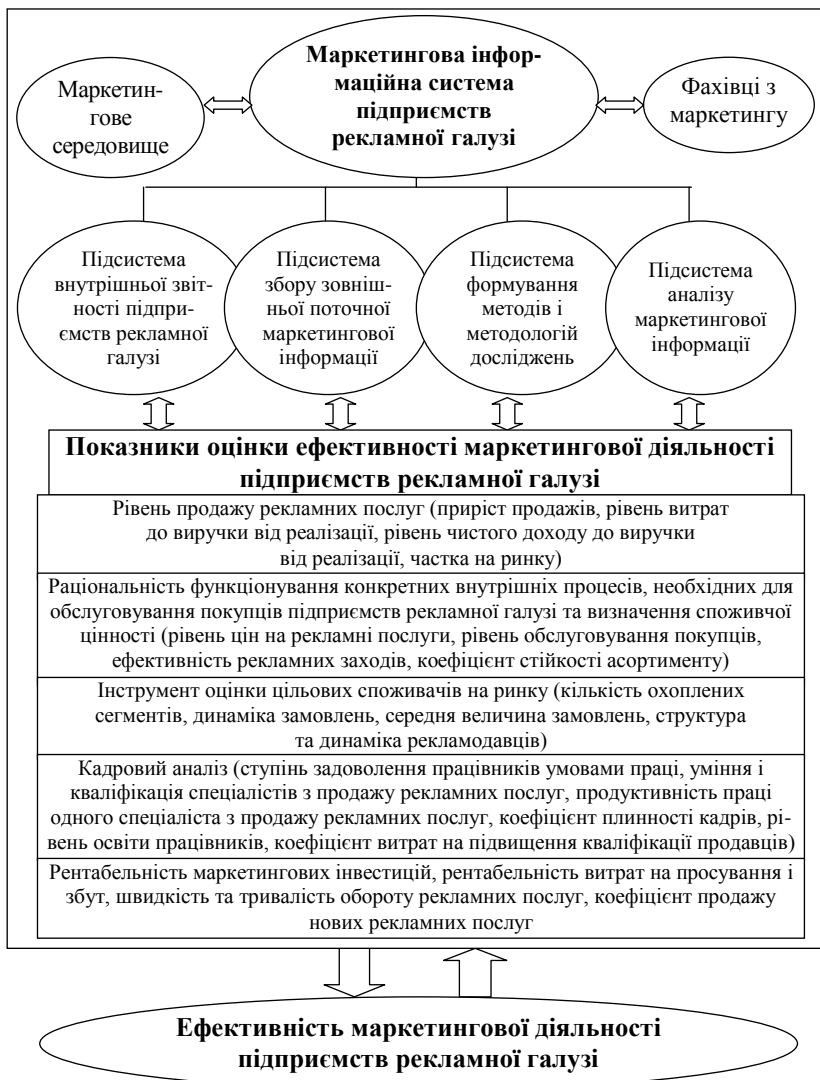 Маркетингова інфор-
маційна система
підприємств
рекламної галузі
Маркетин-
гове
середовище
Фахівці з
маркетингу
Підсистема
внутрішньої звіт-
ності підпри-
ємств рекламної
галузі
Підсистема
збору зовніш-
ньої поточної
маркетингової
інформації
Підсистема
формування
методів і
методологій
досліджень
Підсистема
аналізу
маркетингової
інформації
Показники оцінки ефективності маркетингової діяльності
підприємств рекламної галузі
Рівень продажу рекламних послуг (приріст продажів, рівень витрат
до виручки від реалізації, рівень чистого доходу до виручки
від реалізації, частка на ринку)
Раціональність функціонування конкретних внутрішніх процесів, необхідних для
обслуговування покупців підприємств рекламної галузі та визначення споживчої
цінності (рівень цін на рекламні послуги, рівень обслуговування покупців,
ефективність рекламних заходів, коефіцієнт стійкості асортименту)
Інструмент оцінки цільових споживачів на ринку (кількість охоплених
сегментів, динаміка замовлень, середня величина замовлень, структура
та динаміка рекламодавців)
Кадровий аналіз (ступінь задоволення працівників умовами праці, уміння і
кваліфікація спеціалістів з продажу рекламних послуг, продуктивність праці
одного спеціаліста з продажу рекламних послуг, коефіцієнт плинності кадрів, рі-
вень освіти працівників, коефіцієнт витрат на підвищення кваліфікації продавців)
Рентабельність маркетингових інвестицій, рентабельність витрат на просування і
збут, швидкість та тривалість обороту рекламних послуг, коефіцієнт продажу
нових рекламних послуг
Ефективність маркетингової діяльності
підприємств рекламної галузі